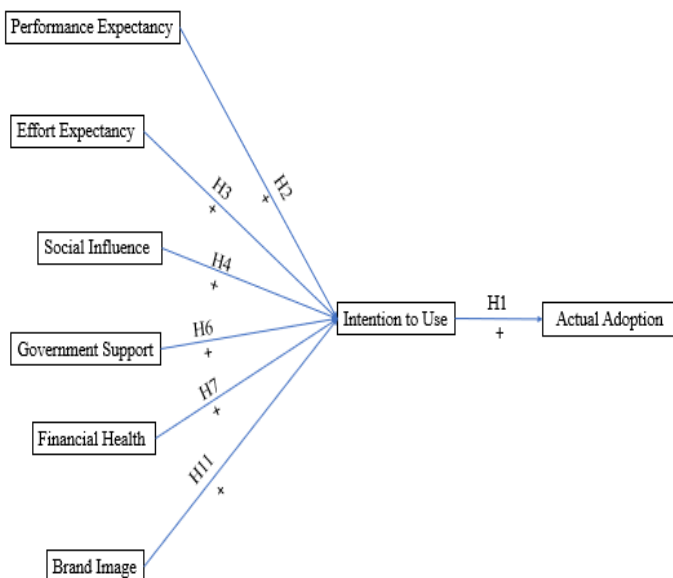 Performance Expectancy
Effort Expectancy
H3
+
H2
+
Social Influence
H4
+
Intention to Use
H1
+
Actual Adoption
Government Support
H6
+
Financial Health
H7
+
H11
+
Brand Image